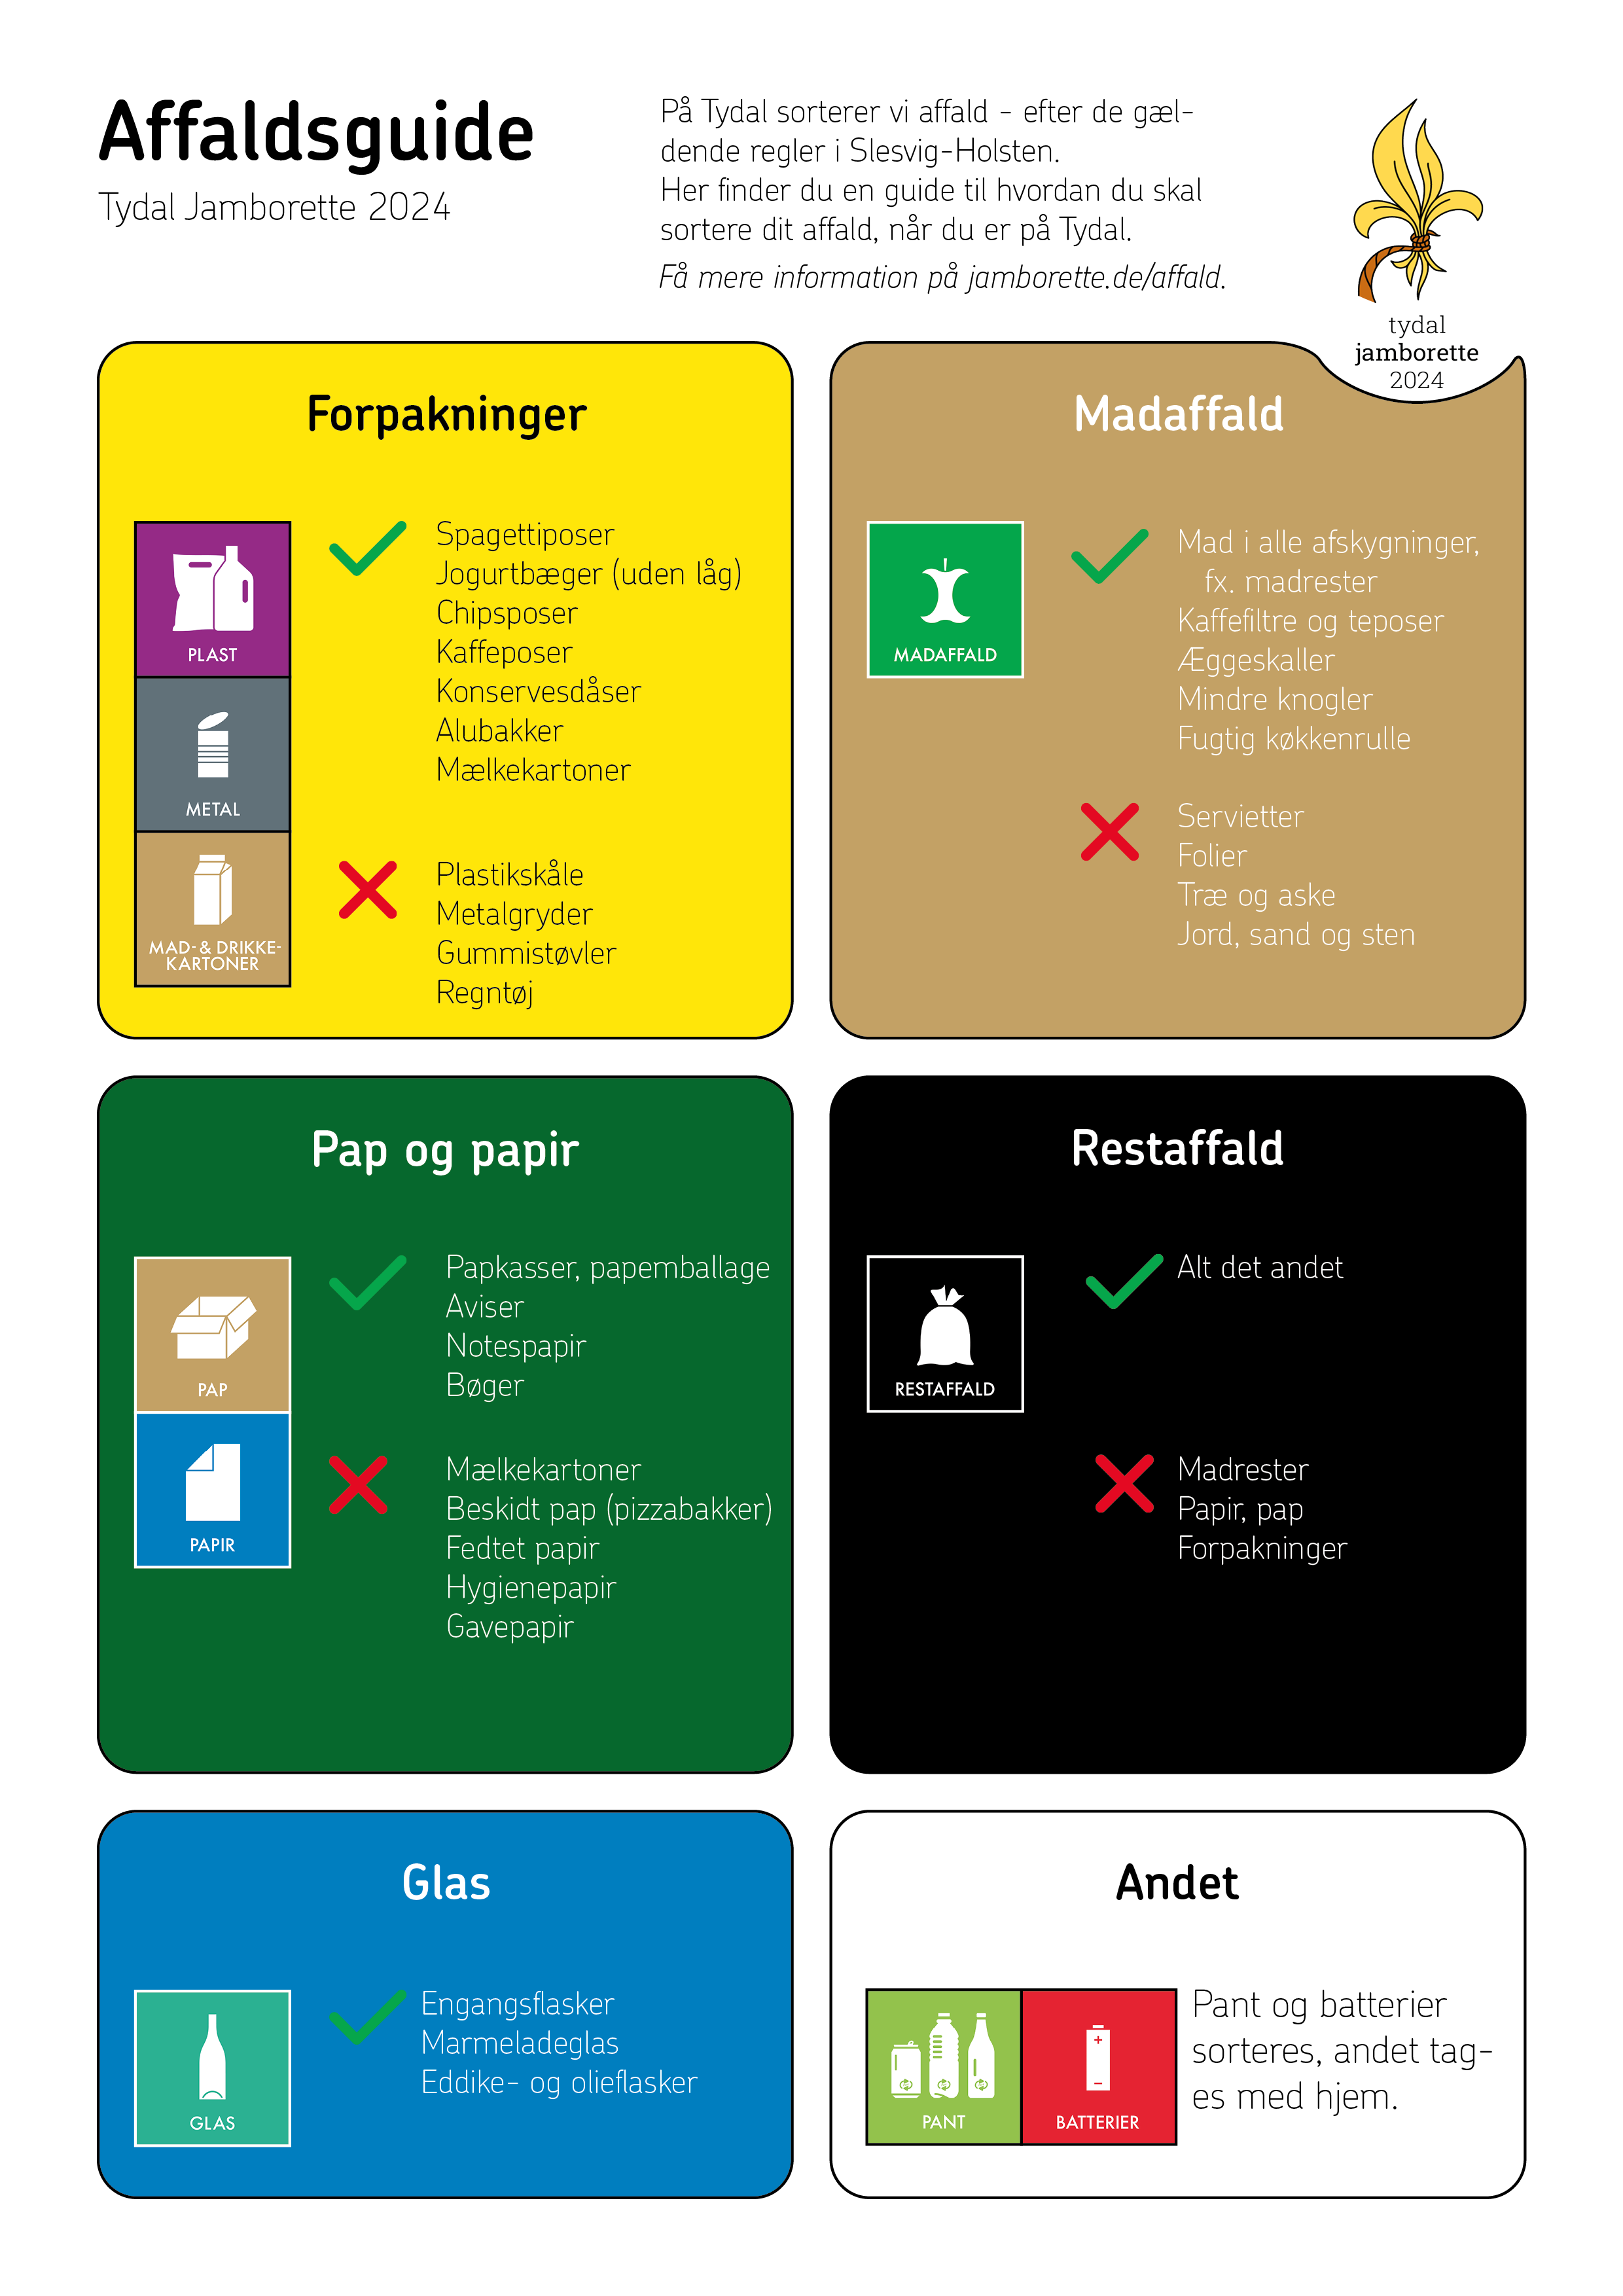 Affaldsguide
Tydal Jamborette 2024
På Tydal sorterer vi affald - efter de gæl-
dende regler i Slesvig-Holsten.
Her finder du en guide til hvordan du skal
sortere dit affald, når du er på Tydal.
Få mere information på jamborette.de/affald.
tydal
jamborette
2024
Forpakninger
PLAST
METAL
MAD- & DRIKKE-
KARTONER
Spagettiposer
Jogurtbæger (uden låg)
Chipsposer
Kaffeposer
Konservesdåser
Alubakker
Mælkekartoner
Plastikskåle
Metalgryder
Gummistøvler
Regntøj
Madaffald
MADAFFALD
Mad i alle afskygninger,
fx. madrester
Kaffefiltre og teposer
Æggeskaller
Mindre knogler
Fugtig køkkenrulle
Servietter
Folier
Træ og aske
Jord, sand og sten
Pap og papir
PAP
PAPIR
Papkasser, papemballage
Aviser
Notespapir
Bøger
Mælkekartoner
Beskidt pap (pizzabakker)
Fedtet papir
Hygienepapir
Gavepapir
Restaffald
RESTAFFALD
Alt det andet
Madrester
Papir, pap
Forpakninger
Glas
GLAS
Engangsflasker
Marmeladeglas
Eddike- og olieflasker
Andet
PANT
BATTERIER
Pant og batterier
sorteres, andet tag-
es med hjem.